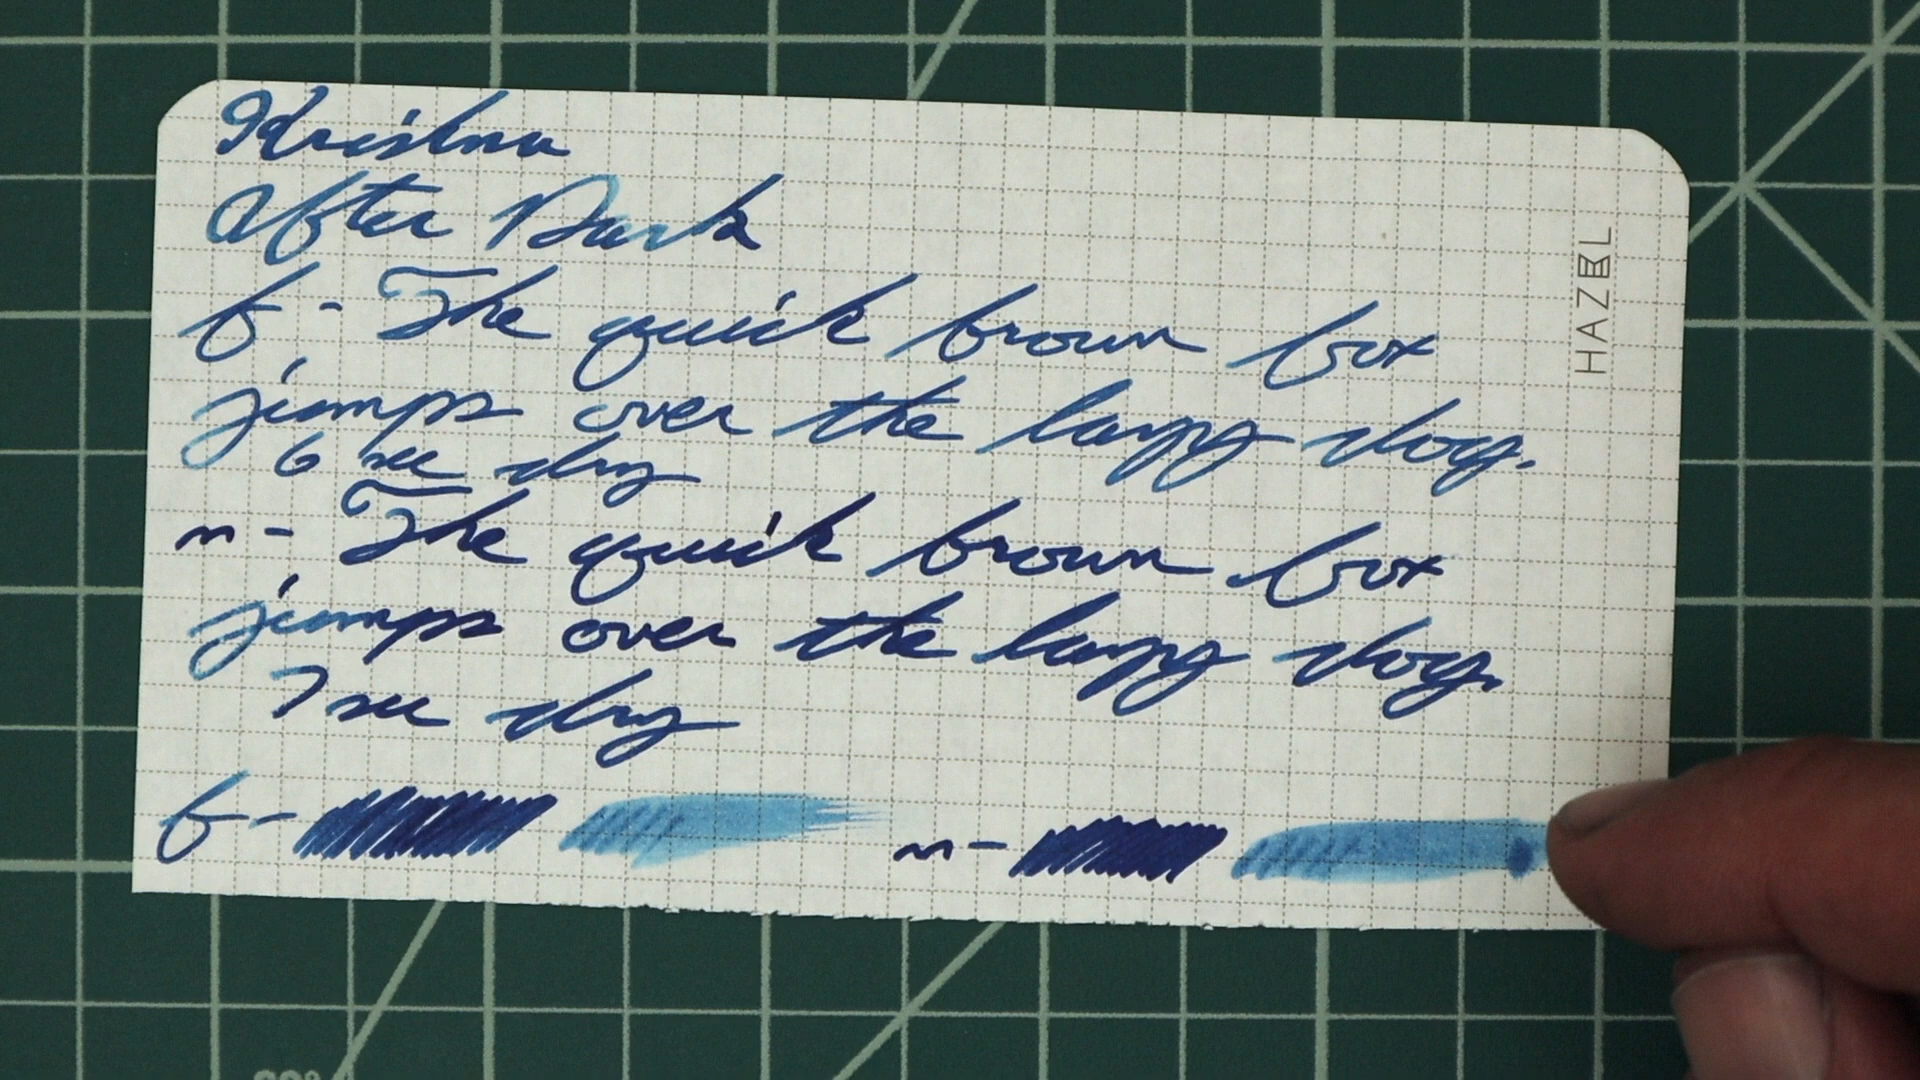 Krishna
After Dark
f - The quick brown fox
jumps over the lazy dog.
6 sec dry
m - The quick brown fox
jumps over the lazy dog.
7 sec dry
f - m -
HAZEL